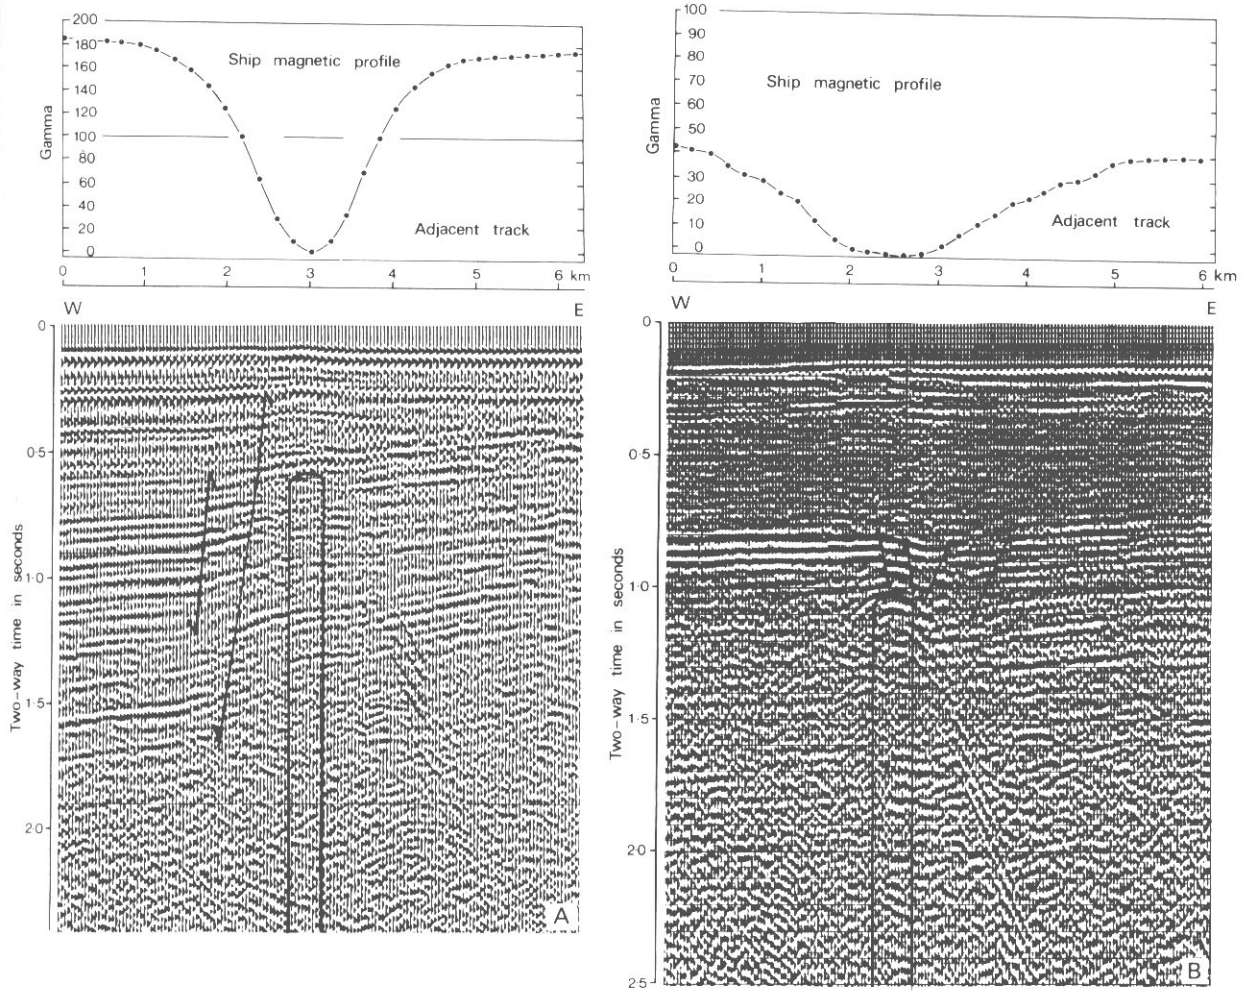 200
180
160
140
120
100
80
60
40
20
0
Gamma
Ship magnetic profile
Adjacent track
0 1 2 3 4 5 6 km
W E
0
0·5
1·0
1·5
2·0
Two-way time in seconds
A
100
90
80
70
60
50
30
20
10
0
Gamma
Ship magnetic profile
Adjacent track
0 1 2 3 4 5 6 km
W E
0
0·5
1·0
1·5
2·0
2·5
Two-way time in seconds
B